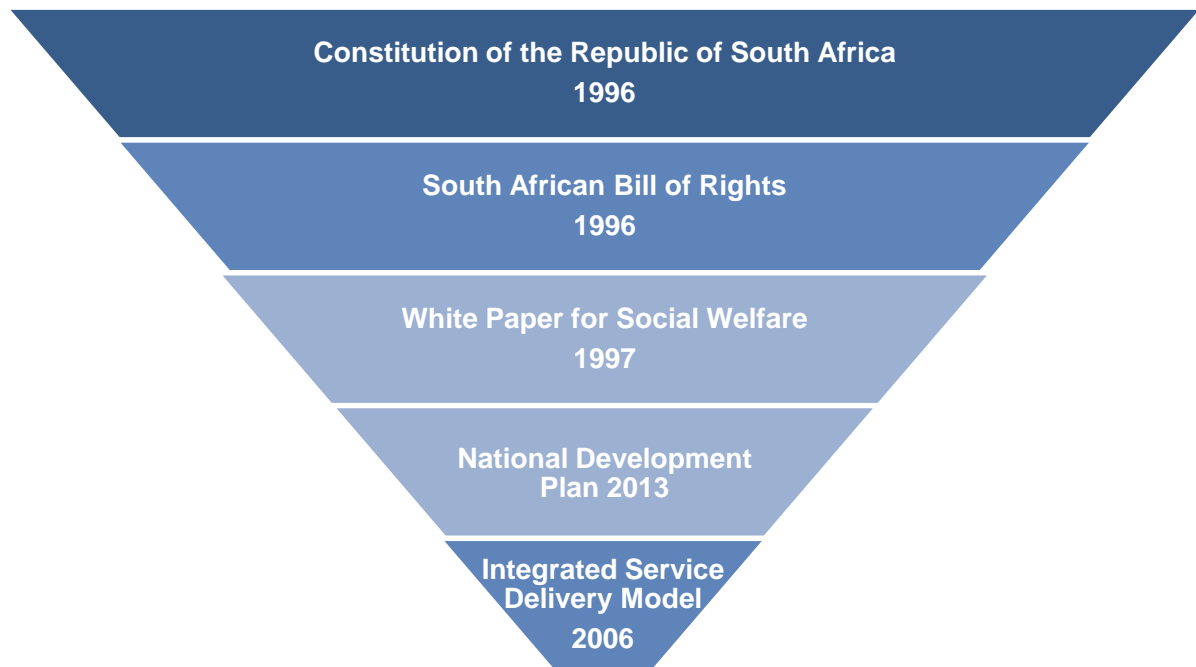 Constitution of the Republic of South Africa
1996
South African Bill of Rights
1996
White Paper for Social Welfare
1997
National Development
Plan 2013
Integrated Service
Delivery Model
2006